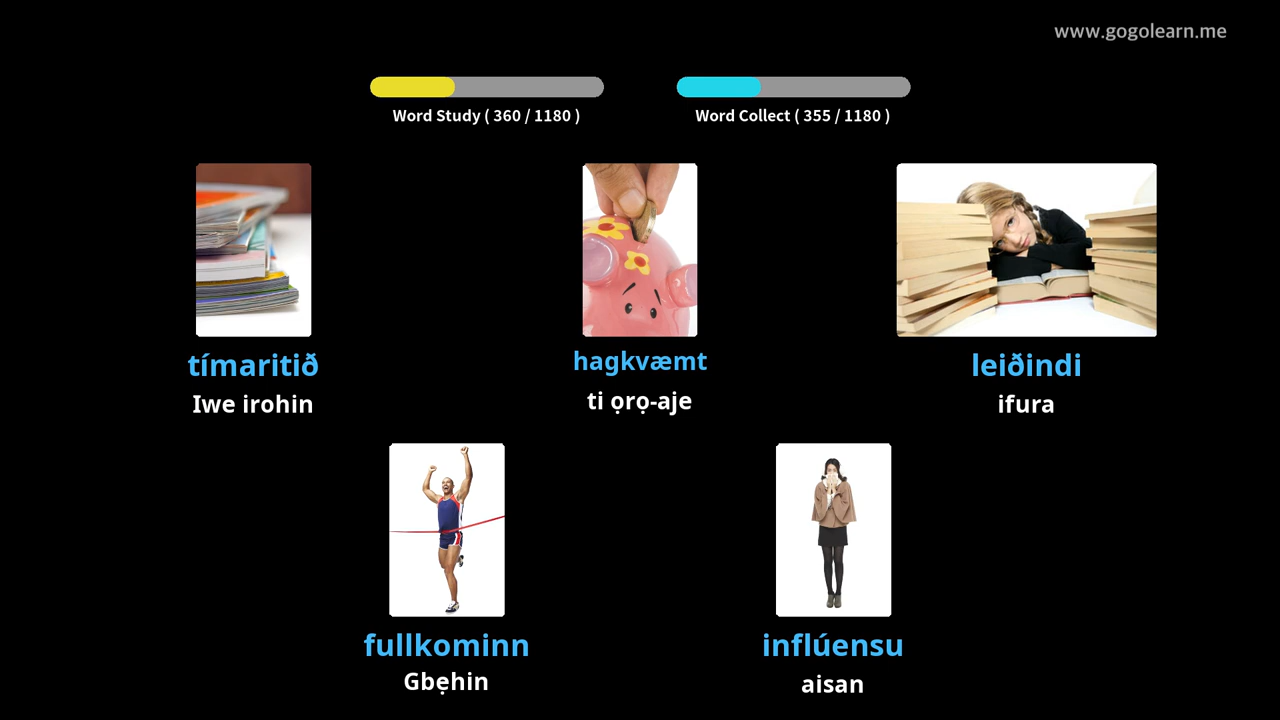 www.gogolearn.me
Word Study ( 360 / 1180 )
Word Collect ( 355 / 1180 )
tímaritið
Iwe irohin
hagkvæmt
ti ọrọ-aje
leiðindi
ifura
fullkominn
Gbẹhin
inflúensu
aisan